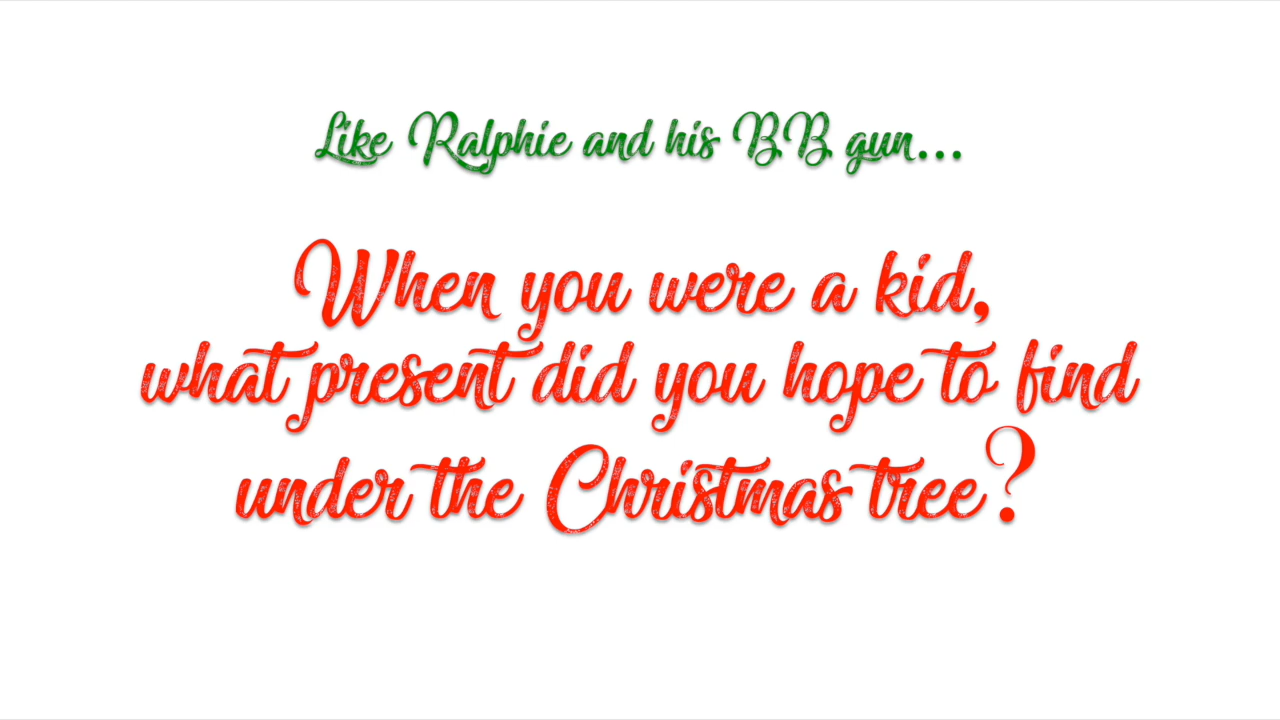 Like Ralphie and his BB gun...
When you were a kid,
what present did you hope to find
under the Christmas tree?